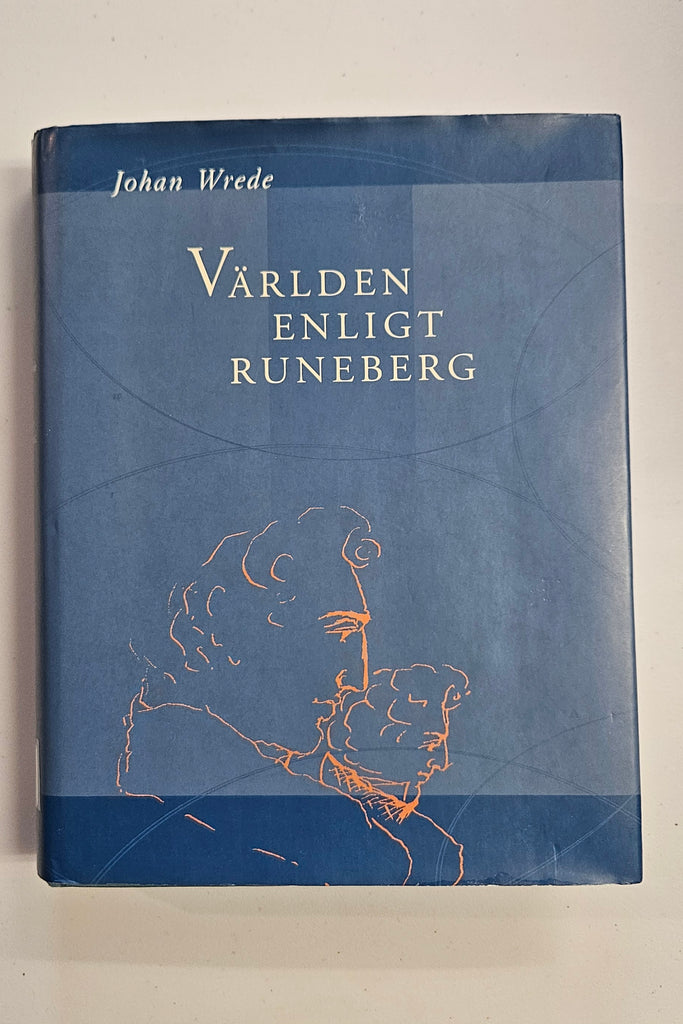 Johan Wrede
VÄRLDEN
ENLIGT
RUNEBERG